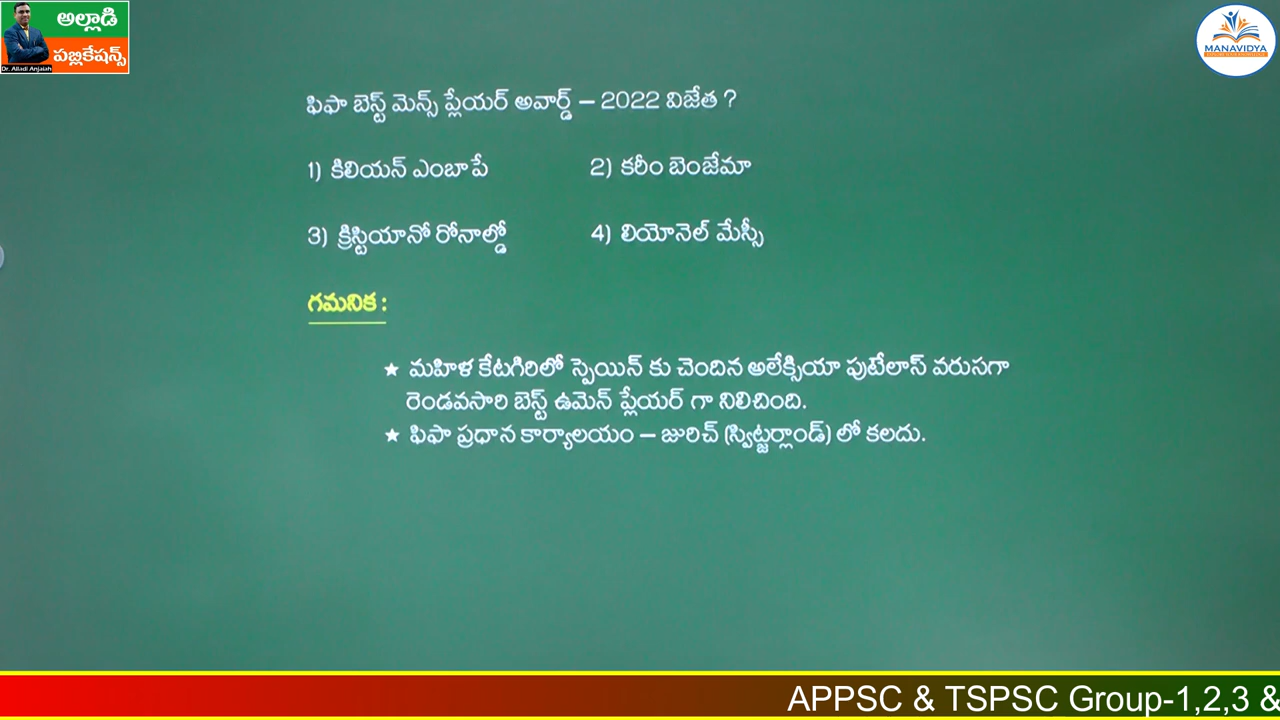 అల్లాడి
పబ్లికేషన్స్
Dr. Alladi Anjaiah
MANAVIDYA
ఫిఫా బెస్ట్ మెన్స్ ప్లేయర్ అవార్డ్ – 2022 విజేత ?
1) కిలియన్ ఎంబాపే 2) కరీం బెంజేమా
3) క్రిస్టియానో రోనాల్డో 4) లియోనెల్ మేస్సీ
గమనిక :
★ మహిళ కేటగిరిలో స్పెయిన్ కు చెందిన అలేక్సియా పుటేలాస్ వరుసగా
రెండవసారి బెస్ట్ ఉమెన్ ప్లేయర్ గా నిలిచింది.
★ ఫిఫా ప్రధాన కార్యాలయం – జురిచ్ (స్విట్జర్లాండ్) లో కలదు.
APPSC & TSPSC Group-1,2,3 &